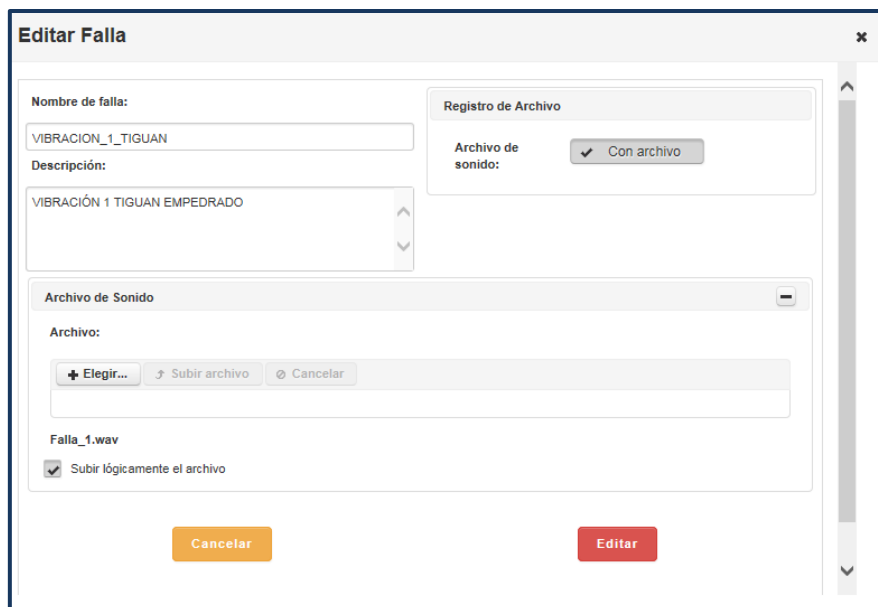 Editar Falla
Nombre de falla:
VIBRACION_1_TIGUAN
Descripción:
VIBRACIÓN 1 TIGUAN EMPEDRADO
Registro de Archivo
Archivo de
sonido:
Con archivo
Archivo de Sonido
Archivo:
Elegir...
Subir archivo
Cancelar
Falla_1.wav
Subir lógicamente el archivo
Cancelar
Editar